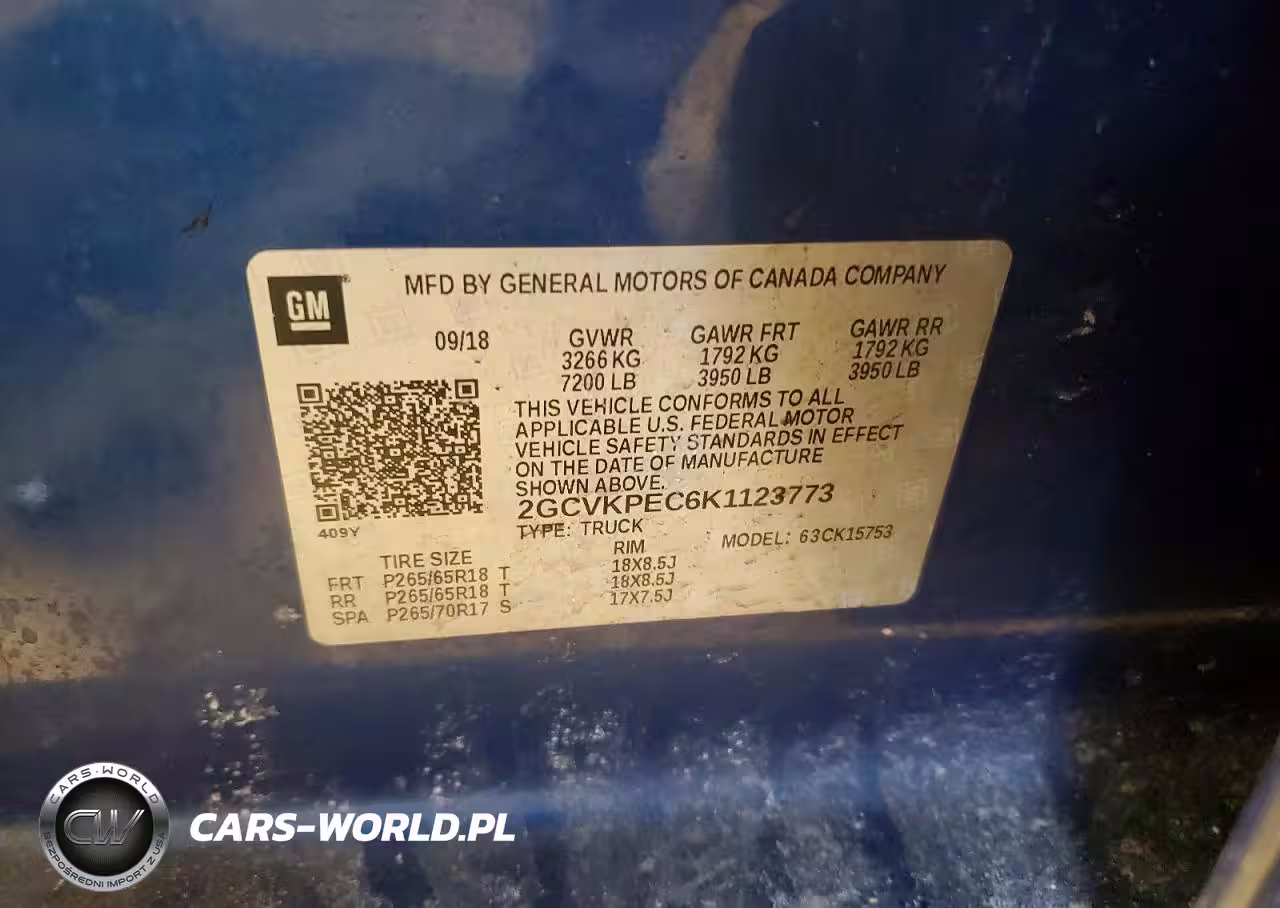 GM
MFD BY GENERAL MOTORS OF CANADA COMPANY
09/18
GVWR GAWR FRT GAWR RR
3266 KG 1792 KG 1792 KG
7200 LB 3950 LB 3950 LB
THIS VEHICLE CONFORMS TO ALL
APPLICABLE U.S. FEDERAL MOTOR
VEHICLE SAFETY STANDARDS IN EFFECT
ON THE DATE OF MANUFACTURE
SHOWN ABOVE.
2GCVKPEC6K1123773
TYPE: TRUCK MODEL: 63CK15753
409Y
TIRE SIZE RIM
FRT P265/65R18 T 18X8.5J
RR P265/65R18 T 18X8.5J
SPA P265/70R17 S 17X7.5J
CARS-WORLD
CW
BEZPOŚREDNI IMPORT Z USA
CARS-WORLD.PL